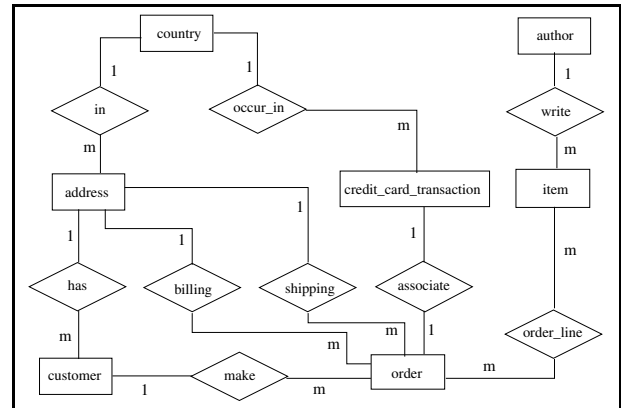 country
author
1
1
1
in
occur_in
write
m
m
m
address
credit_card_transaction
item
1
1
1
1
m
has
billing
shipping
associate
order_line
m
m
m
1
customer
make
order
1
m
m